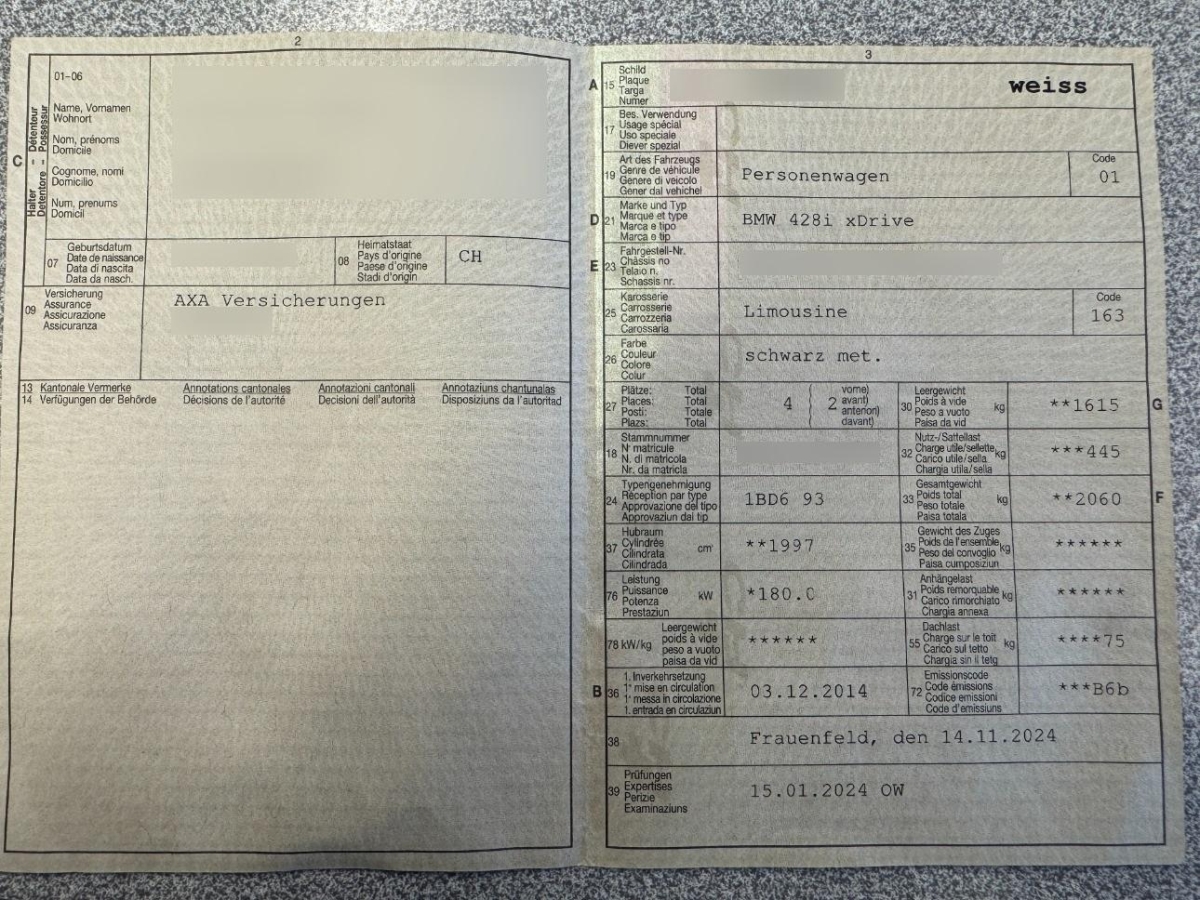 2
01-06
C
Halter - Détenteur
Detentore - Possessur
Name, Vornamen
Wohnort
Nom, prénoms
Domicile
Cognome, nomi
Domicilio
Num, prenums
Domicil
07
Geburtsdatum
Date de naissance
Data di nascita
Data da nasch.
08
Heimatstaat
Pays d'origine
Paese d'origine
Stadi d'origin
CH
09
Versicherung
Assurance
Assicurazione
Assicuranza
AXA Versicherungen
13 Kantonale Vermerke Annotations cantonales Annotazioni cantonali Annotaziuns chantunalas
14 Verfügungen der Behörde Décisions de l'autorité Decisioni dell'autorità Disposiziuns da l'autoritad
3
A 15
Schild
Plaque
Targa
Numer
weiss
17
Bes. Verwendung
Usage spécial
Uso speciale
Diever spezial
19
Art des Fahrzeugs
Genre de véhicule
Genere di veicolo
Gener dal vehichel
Personenwagen
Code
01
D 21
Marke und Typ
Marque et type
Marca e tipo
Marca e tip
BMW 428i xDrive
E 23
Fahrgestell-Nr.
Châssis no
Telaio n.
Schassis nr.
25
Karosserie
Carrosserie
Carrozzeria
Carossaria
Limousine
Code
163
26
Farbe
Couleur
Colore
Colur
schwarz met.
27
Plätze: Total
Places: Total
Posti: Totale
Plazs: Total
4 ( 2
vorne)
avant)
anteriori)
davant)
30
Leergewicht
Poids à vide
Peso a vuoto
Paisa da vid
kg
**1615
G
18
Stammnummer
N° matricule
N. di matricola
Nr. da matricla
32
Nutz-/Sattellast
Charge utile/sellette
Carico utile/sella
Chargia utila/sella
kg
***445
24
Typengenehmigung
Réception par type
Approvazione del tipo
Approvaziun dal tip
1BD6 93
33
Gesamtgewicht
Poids total
Peso totale
Paisa totala
kg
**2060
F
37
Hubraum
Cylindrée
Cilindrata
Cilindrada
cm³
**1997
35
Gewicht des Zuges
Poids de l'ensemble
Peso del convoglio
Paisa cumposiziun
kg
******
76
Leistung
Puissance
Potenza
Prestaziun
kW
*180.0
31
Anhängelast
Poids remorquable
Carico rimorchiato
Chargia annexa
kg
******
78 kW/kg
Leergewicht
poids à vide
peso a vuoto
paisa da vid
******
55
Dachlast
Charge sur le toit
Carico sul tetto
Chargia sin il tetg
kg
****75
B 36
1. Inverkehrsetzung
1ᵉ mise en circulation
1ᵃ messa in circolazione
1. entrada en circulaziun
03.12.2014
72
Emissionscode
Code émissions
Codice emissioni
Code d'emissiuns
***B6b
38
Frauenfeld, den 14.11.2024
39
Prüfungen
Expertises
Perizie
Examinaziuns
15.01.2024 OW